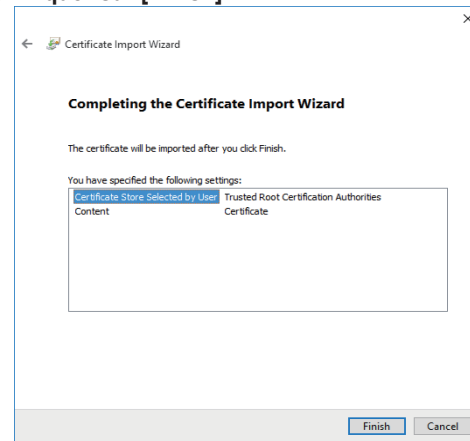 Certificate Import Wizard
Completing the Certificate Import Wizard
The certificate will be imported after you click Finish.
You have specified the following settings:
Certificate Store Selected by User Trusted Root Certification Authorities
Content Certificate
Finish Cancel